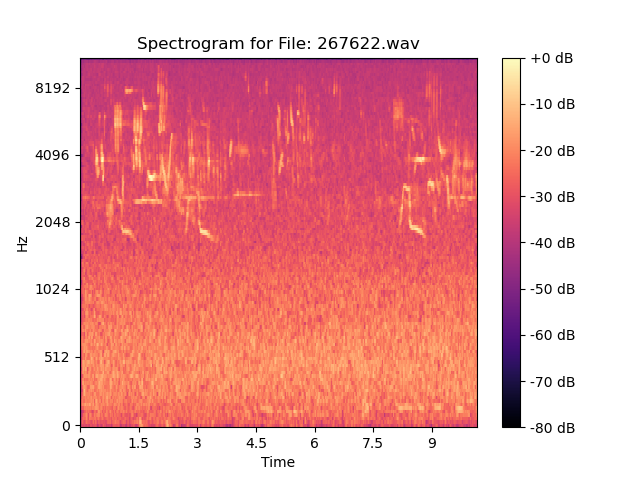 Spectrogram for File: 267622.wav
Hz
8192
4096
2048
1024
512
0
0 1.5 3 4.5 6 7.5 9
Time
+0 dB
-10 dB
-20 dB
-30 dB
-40 dB
-50 dB
-60 dB
-70 dB
-80 dB